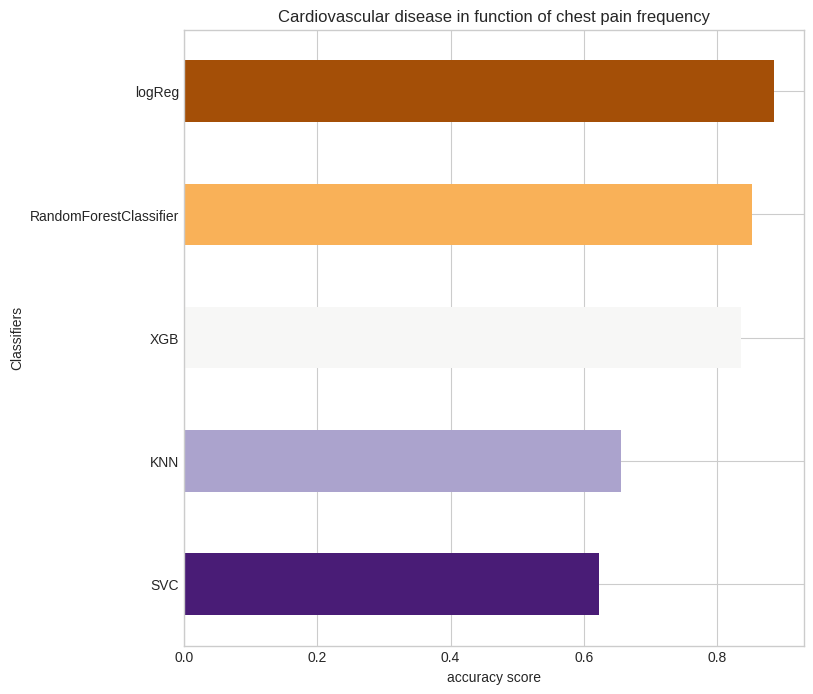 Cardiovascular disease in function of chest pain frequency
logReg
RandomForestClassifier
XGB
KNN
SVC
Classifiers
0.0 0.2 0.4 0.6 0.8
accuracy score